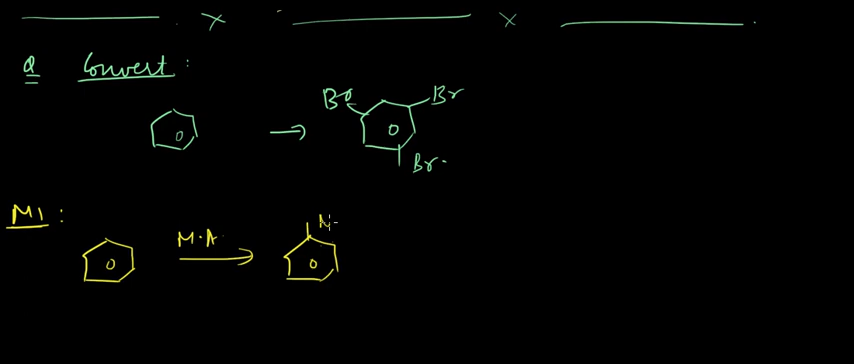 Q Convert :
Br Br
Br
M1 :
M.A. N